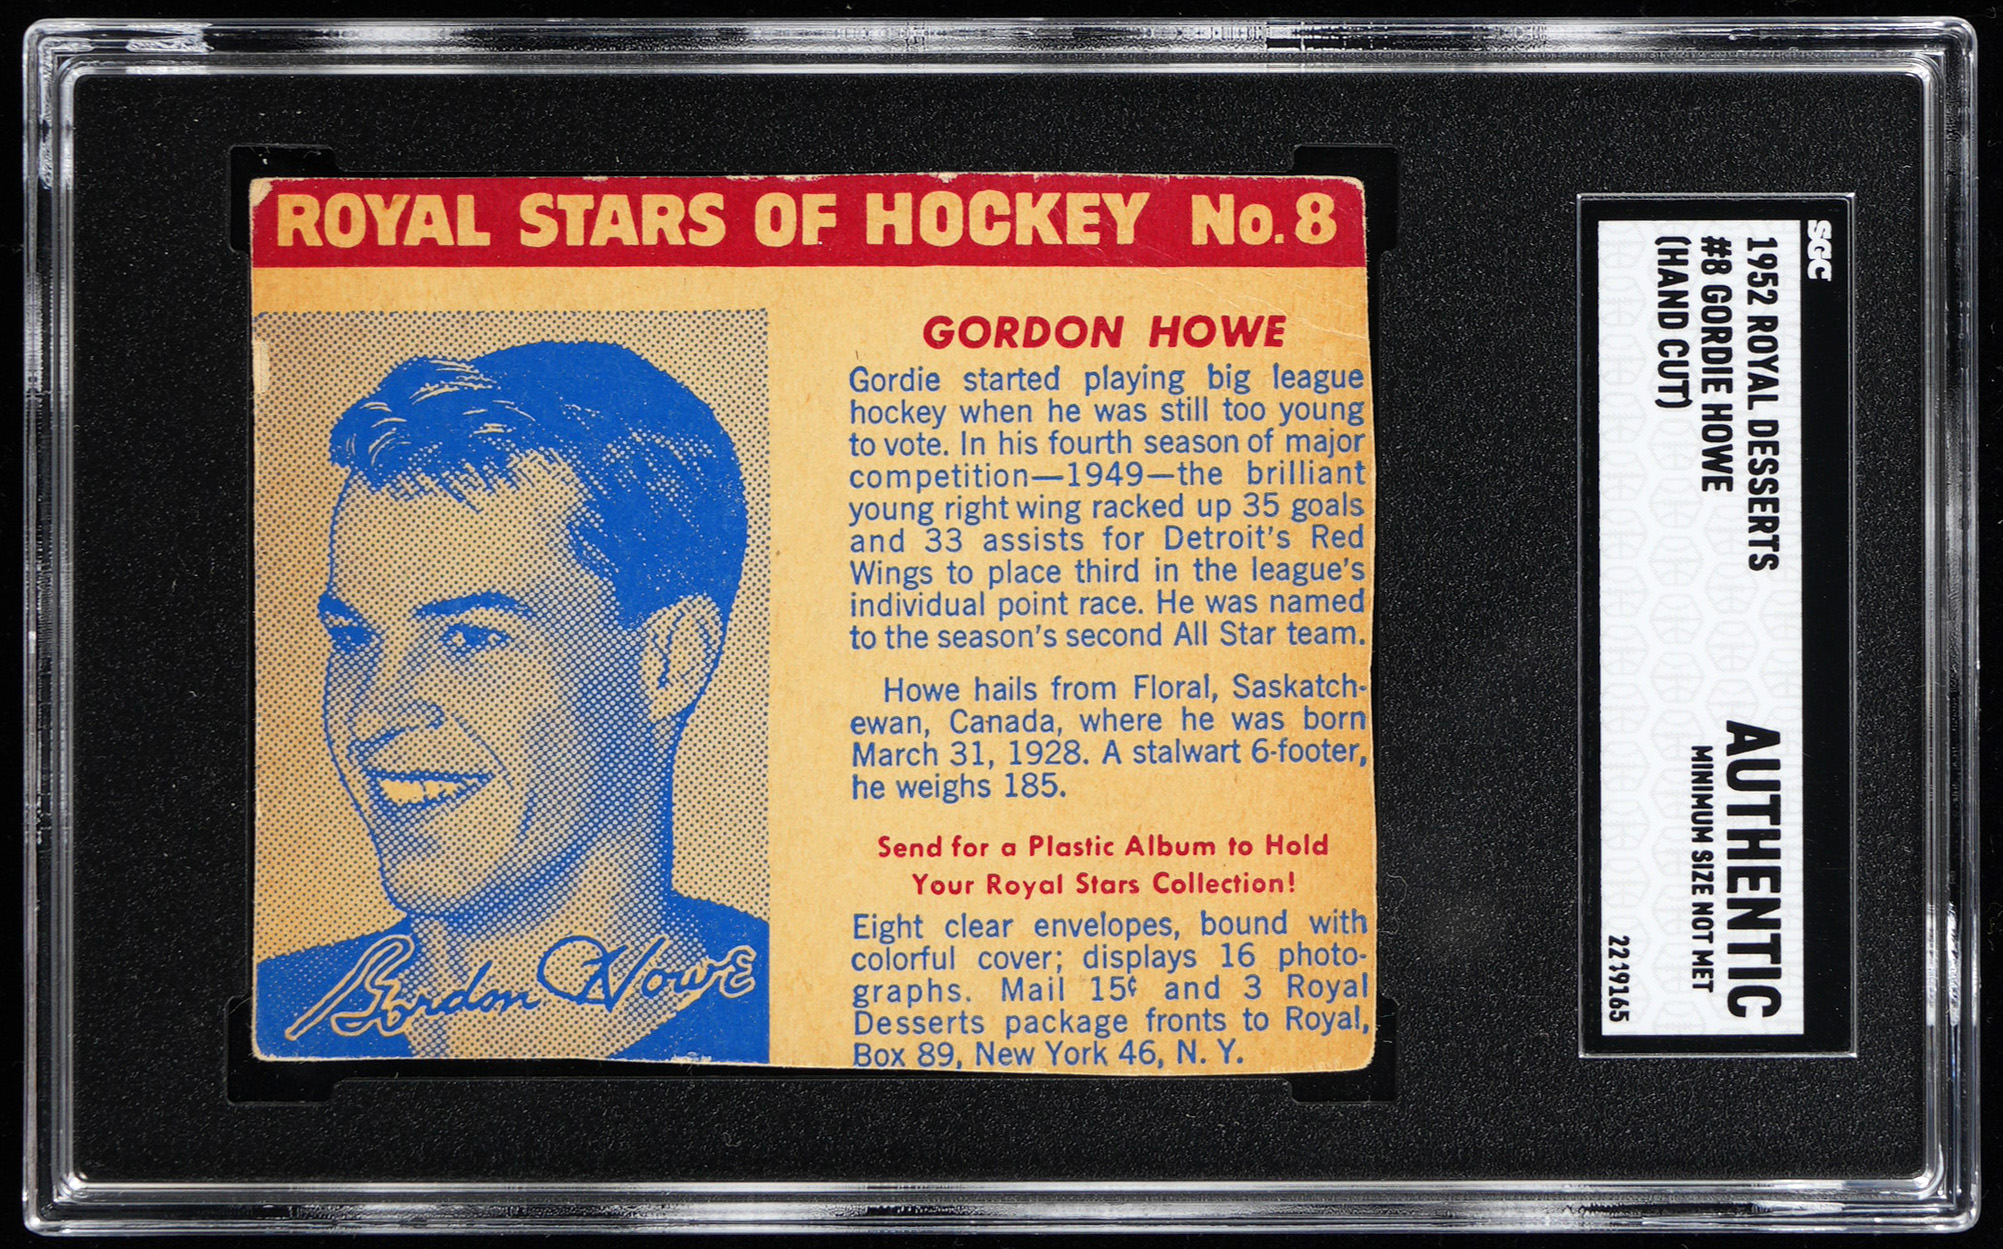 ROYAL STARS OF HOCKEY No. 8
GORDON HOWE
Gordie started playing big league
hockey when he was still too young
to vote. In his fourth season of major
competition—1949—the brilliant
young right wing racked up 35 goals
and 33 assists for Detroit's Red
Wings to place third in the league's
individual point race. He was named
to the season's second All Star team.
Howe hails from Floral, Saskatch-
ewan, Canada, where he was born
March 31, 1928. A stalwart 6-footer,
he weighs 185.
Send for a Plastic Album to Hold
Your Royal Stars Collection!
Eight clear envelopes, bound with
colorful cover; displays 16 photo-
graphs. Mail 15¢ and 3 Royal
Desserts package fronts to Royal,
Box 89, New York 46, N. Y.
Gordon Howe
SGC
1952 ROYAL DESSERTS
#8 GORDIE HOWE
(HAND CUT)
AUTHENTIC
MINIMUM SIZE NOT MET